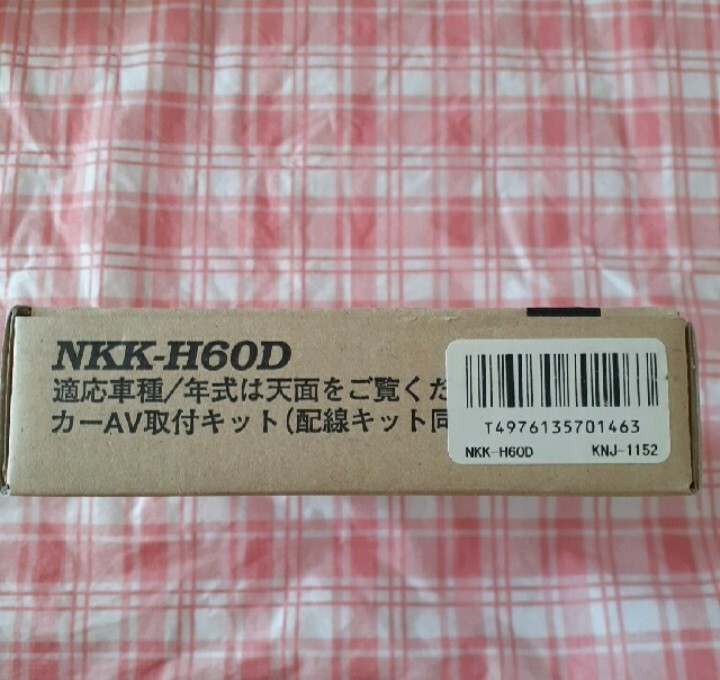 NKK-H60D
適応車種/年式は天面をご覧くだ
カーAV取付キット(配線キット同
T4976135701463
NKK-H60D KNJ-1152